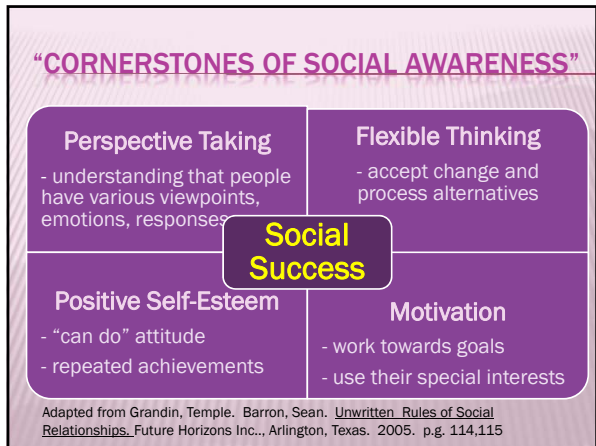 “CORNERSTONES OF SOCIAL AWARENESS”
Perspective Taking
- understanding that people
have various viewpoints,
emotions, responses
Flexible Thinking
- accept change and
process alternatives
Social
Success
Positive Self-Esteem
- “can do” attitude
- repeated achievements
Motivation
- work towards goals
- use their special interests
Adapted from Grandin, Temple. Barron, Sean. Unwritten Rules of Social
Relationships. Future Horizons Inc.., Arlington, Texas. 2005. p.g. 114,115